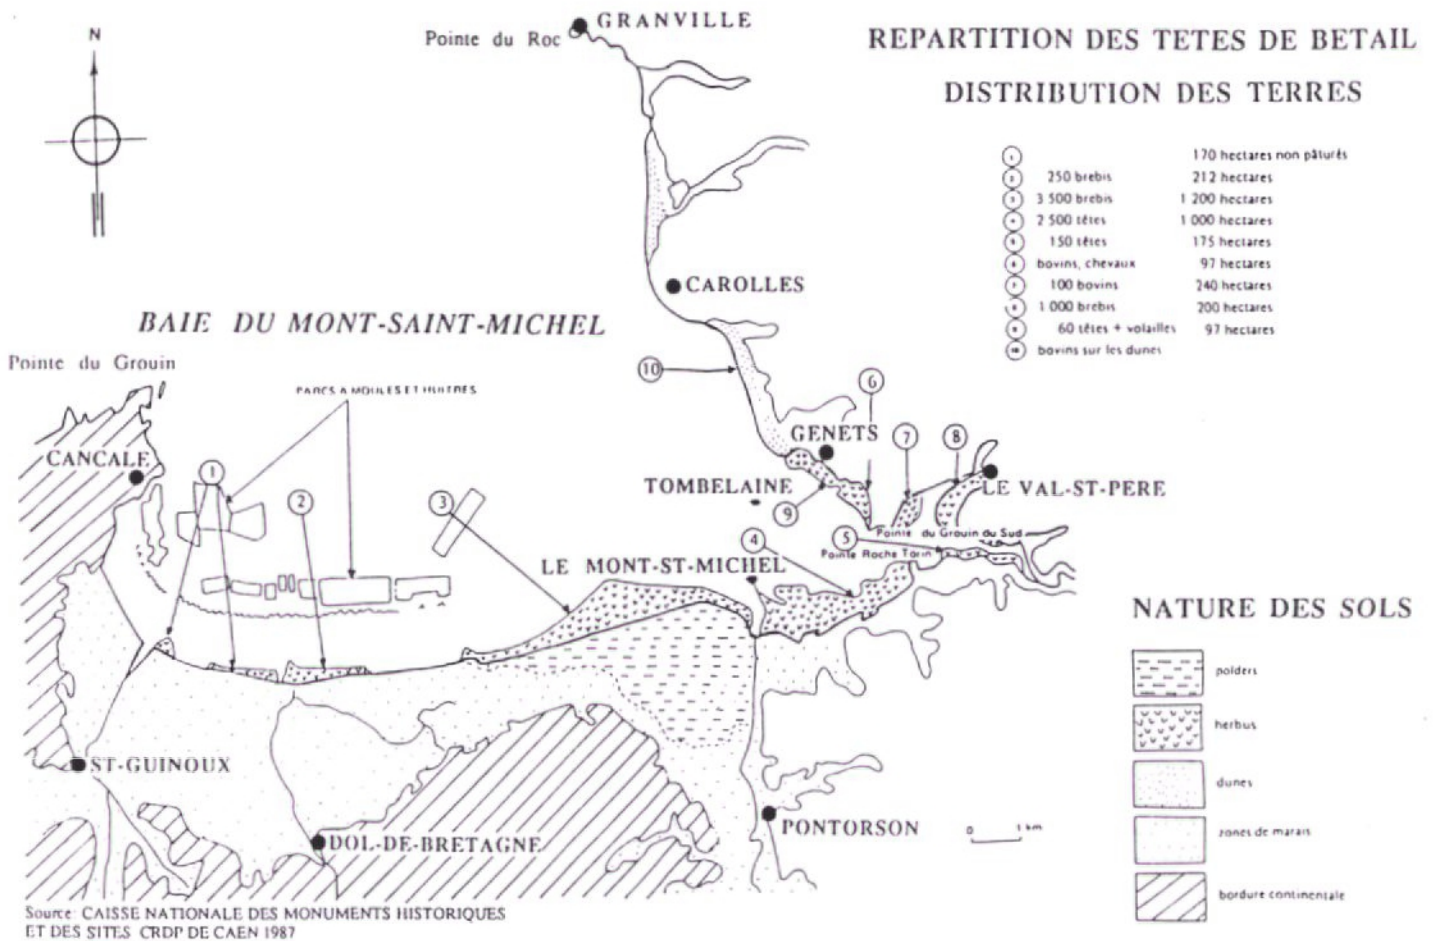 GRANVILLE
Pointe du Roc
N
REPARTITION DES TETES DE BETAIL
DISTRIBUTION DES TERRES
1 170 hectares non pâturés
2 250 brebis 212 hectares
3 3 500 brebis 1 200 hectares
4 2 500 têtes 1 000 hectares
5 150 têtes 175 hectares
6 bovins, chevaux 97 hectares
7 100 bovins 240 hectares
8 1 000 brebis 200 hectares
9 60 têtes + volailles 97 hectares
10 bovins sur les dunes
CAROLLES
BAIE DU MONT-SAINT-MICHEL
Pointe du Grouin
PARCS A MOULES ET HUITRES
10
6
GENETS
7
8
CANCALE
1
2
3
TOMBELAINE
LE VAL-ST-PERE
9
Pointe du Grouin du Sud
4
5
Pointe Roche Torin
LE MONT-ST-MICHEL
NATURE DES SOLS
polders
herbus
dunes
zones de marais
bordure continentale
ST-GUINOUX
PONTORSON
0 1 km
DOL-DE-BRETAGNE
Source: CAISSE NATIONALE DES MONUMENTS HISTORIQUES
ET DES SITES CRDP DE CAEN 1987